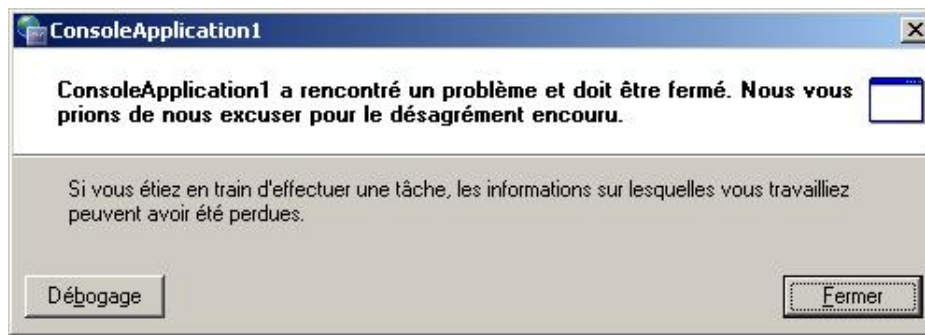 ConsoleApplication1
ConsoleApplication1 a rencontré un problème et doit être fermé. Nous vous
prions de nous excuser pour le désagrément encouru.
Si vous étiez en train d'effectuer une tâche, les informations sur lesquelles vous travailliez
peuvent avoir été perdues.
Débogage
Fermer